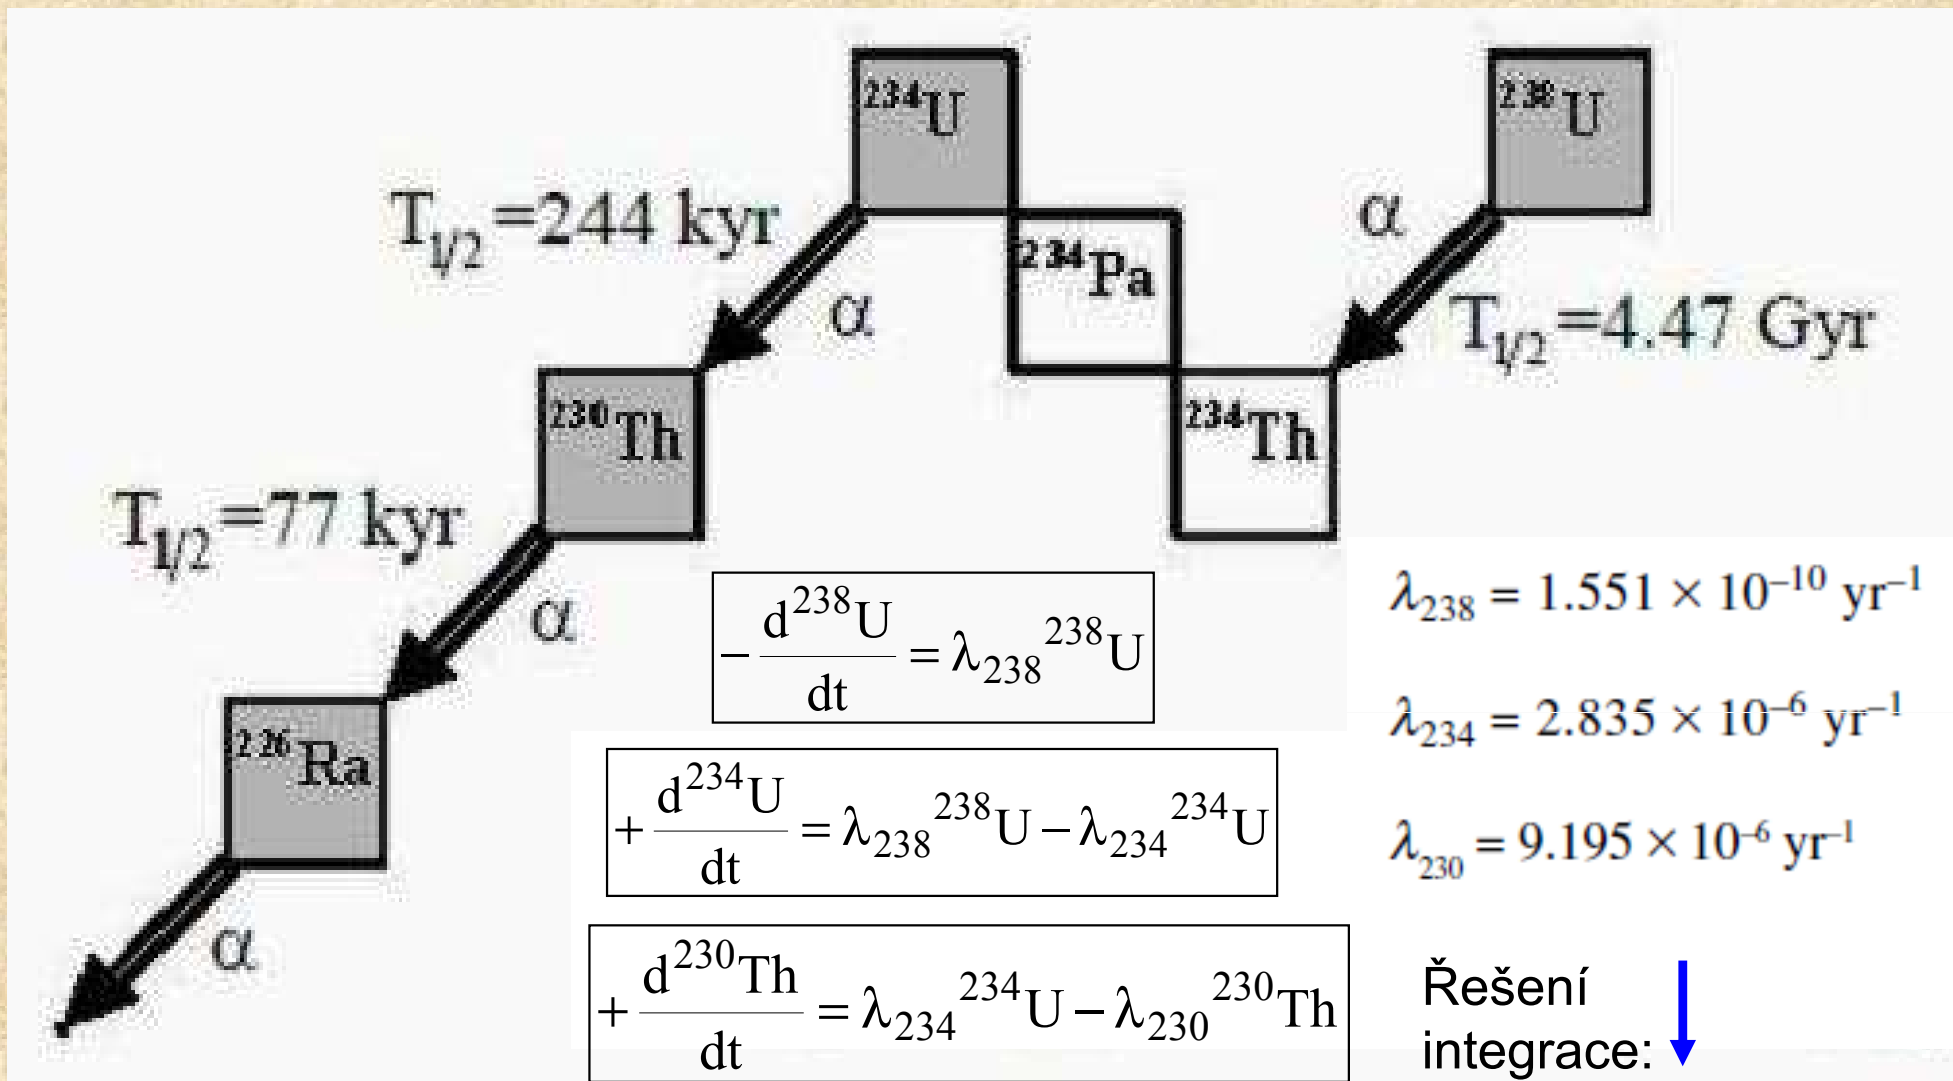 ²³⁴U
²³⁸U
T₁/₂=244 kyr
α
²³⁴Pa
α
T₁/₂=4.47 Gyr
²³⁰Th
²³⁴Th
T₁/₂=77 kyr
α
−d²³⁸U/dt = λ₂₃₈ ²³⁸U
λ₂₃₈ = 1.551 × 10⁻¹⁰ yr⁻¹
²²⁶Ra
+d²³⁴U/dt = λ₂₃₈ ²³⁸U − λ₂₃₄ ²³⁴U
λ₂₃₄ = 2.835 × 10⁻⁶ yr⁻¹
λ₂₃₀ = 9.195 × 10⁻⁶ yr⁻¹
α
+d²³⁰Th/dt = λ₂₃₄ ²³⁴U − λ₂₃₀ ²³⁰Th
Řešení
integrace: